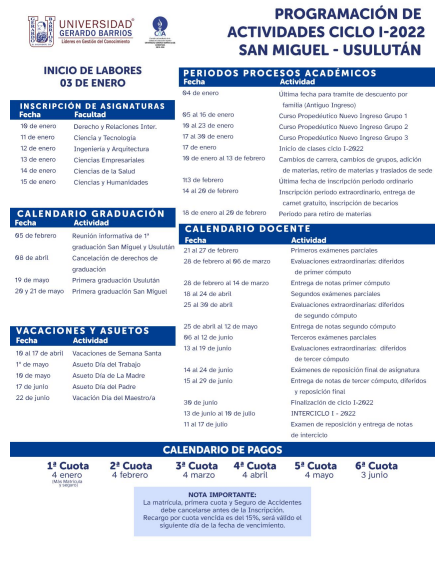 UNIVERSIDAD
GERARDO BARRIOS
Líderes en Gestión del Conocimiento
PROGRAMACIÓN DE
ACTIVIDADES CICLO I-2022
SAN MIGUEL - USULUTÁN
INICIO DE LABORES
03 DE ENERO
INSCRIPCIÓN DE ASIGNATURAS
Fecha Facultad
10 de enero Derecho y Relaciones Inter.
11 de enero Ciencia y Tecnología
12 de enero Ingeniería y Arquitectura
13 de enero Ciencias Empresariales
14 de enero Ciencias de la Salud
15 de enero Ciencias y Humanidades
CALENDARIO GRADUACIÓN
Fecha Actividad
05 de febrero Reunión informativa de 1ª
graduación San Miguel y Usulután
08 de abril Cancelación de derechos de
graduación
19 de mayo Primera graduación Usulután
20 y 21 de mayo Primera graduación San Miguel
VACACIONES Y ASUETOS
Fecha Actividad
10 al 17 de abril Vacaciones de Semana Santa
1° de mayo Asueto Día del Trabajo
10 de mayo Asueto Día de La Madre
17 de junio Asueto Día del Padre
22 de junio Vacación Día del Maestro/a
PERIODOS PROCESOS ACADÉMICOS
Fecha Actividad
04 de enero Última fecha para tramite de descuento por
familia (Antiguo Ingreso)
05 al 16 de enero Curso Propedéutico Nuevo Ingreso Grupo 1
10 al 23 de enero Curso Propedéutico Nuevo Ingreso Grupo 2
17 al 30 de enero Curso Propedéutico Nuevo Ingreso Grupo 3
17 de enero Inicio de clases ciclo I-2022
10 de enero al 13 de febrero Cambios de carrera, cambios de grupos, adición
de materias, retiro de materias y traslados de sede
113 de febrero Última fecha de inscripción periodo ordinario
14 al 20 de febrero Inscripción período extraordinario, entrega de
carnet gratuito, inscripción de becarios
18 de enero al 20 de febrero Período para retiro de materias
CALENDARIO DOCENTE
Fecha Actividad
21 al 27 de febrero Primeros exámenes parciales
28 de febrero al 06 de marzo Evaluaciones extraordinarias: diferidos
de primer cómputo
28 de febrero al 14 de marzo Entrega de notas primer cómputo
18 al 24 de abril Segundos exámenes parciales
25 al 30 de abril Evaluaciones extraordinarias: diferidos
de segundo cómputo
25 de abril al 12 de mayo Entrega de notas segundo cómputo
06 al 12 de junio Terceros exámenes parciales
13 al 19 de junio Evaluaciones extraordinarias: diferidos
de tercer cómputo
14 al 24 de junio Exámenes de reposición final de asignatura
15 al 29 de junio Entrega de notas de tercer cómputo, diferidos
y reposición final
30 de junio Finalización de ciclo I-2022
13 de junio al 10 de julio INTERCICLO I - 2022
11 al 17 de julio Examen de reposición y entrega de notas
de interciclo
CALENDARIO DE PAGOS
1ª Cuota 2ª Cuota 3ª Cuota 4ª Cuota 5ª Cuota 6ª Cuota
4 enero 4 febrero 4 marzo 4 abril 4 mayo 3 junio
(Más Matrícula
y seguro)
NOTA IMPORTANTE:
La matrícula, primera cuota y Seguro de Accidentes
debe cancelarse antes de la Inscripción.
Recargo por cuota vencida es del 15%, será válido el
siguiente día de la fecha de vencimiento.